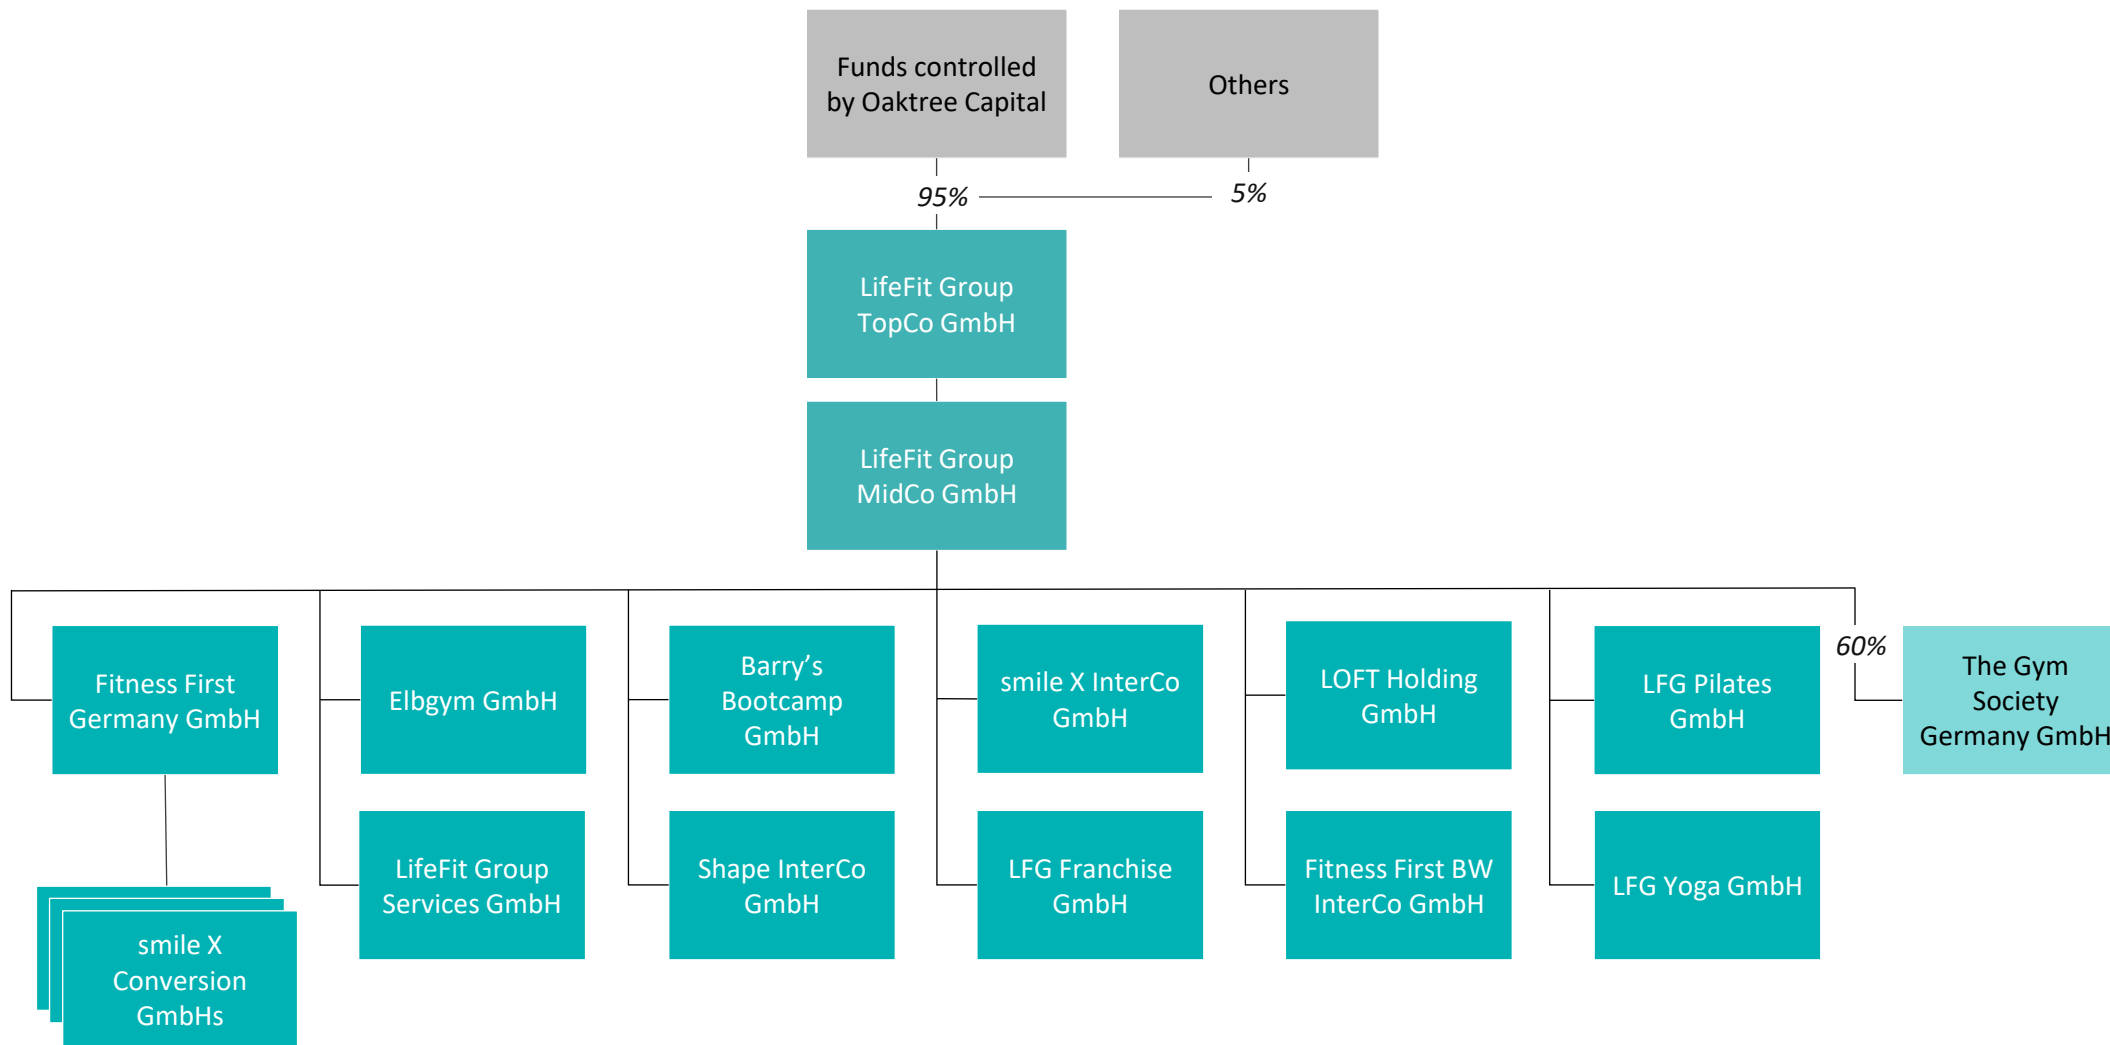 Funds controlled
by Oaktree Capital
Others
95%
5%
LifeFit Group
TopCo GmbH
LifeFit Group
MidCo GmbH
60%
Fitness First
Germany GmbH
Elbgym GmbH
Barry’s
Bootcamp
GmbH
smile X InterCo
GmbH
LOFT Holding
GmbH
LFG Pilates
GmbH
The Gym
Society
Germany GmbH
LifeFit Group
Services GmbH
Shape InterCo
GmbH
LFG Franchise
GmbH
Fitness First BW
InterCo GmbH
LFG Yoga GmbH
smile X
Conversion
GmbHs